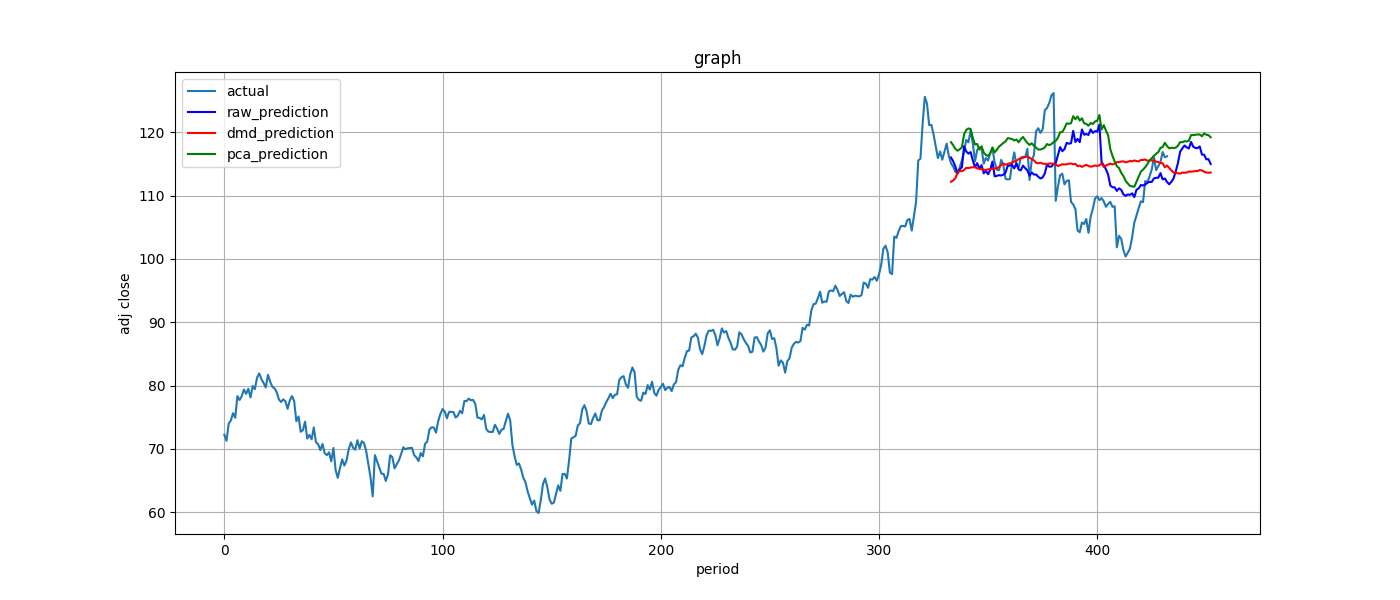 graph
actual
raw_prediction
dmd_prediction
pca_prediction
120
110
100
90
80
70
60
adj close
0 100 200 300 400
period